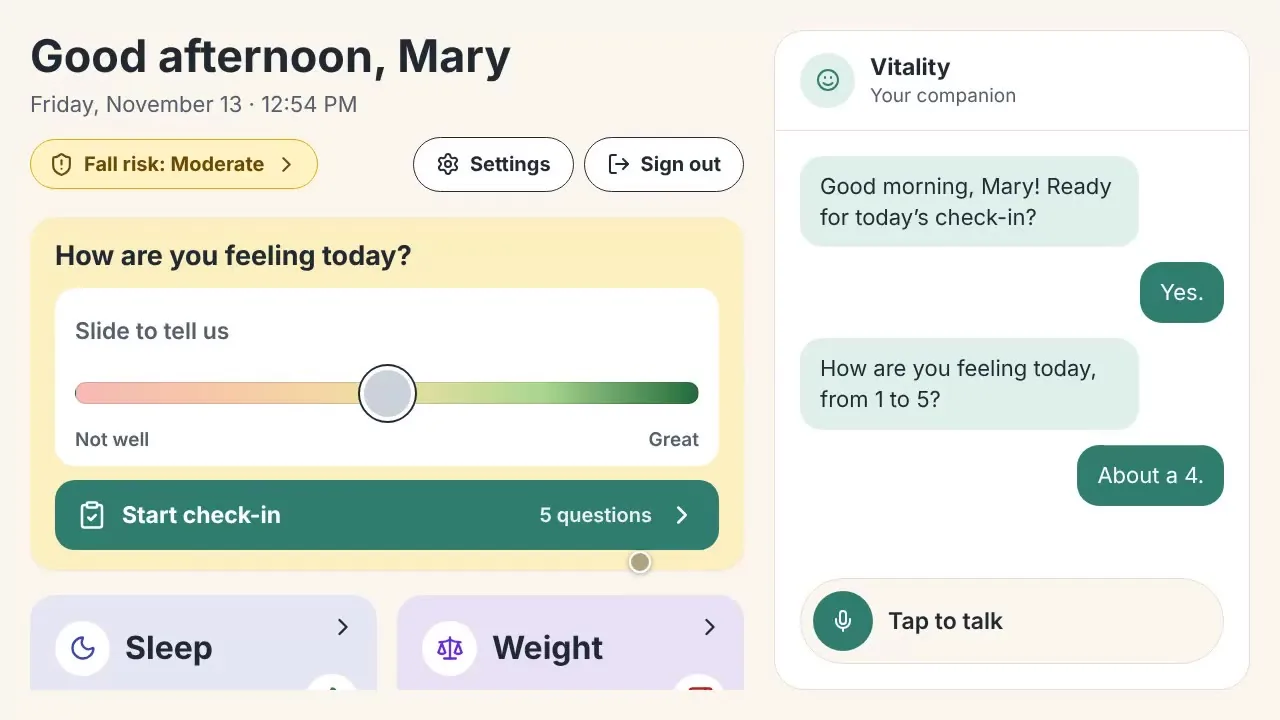 Good afternoon, Mary
Friday, November 13 · 12:54 PM
Fall risk: Moderate
Settings
Sign out
How are you feeling today?
Slide to tell us
Not well
Great
Start check-in
5 questions
Sleep
Weight
Vitality
Your companion
Good morning, Mary! Ready
for today’s check-in?
Yes.
How are you feeling today,
from 1 to 5?
About a 4.
Tap to talk